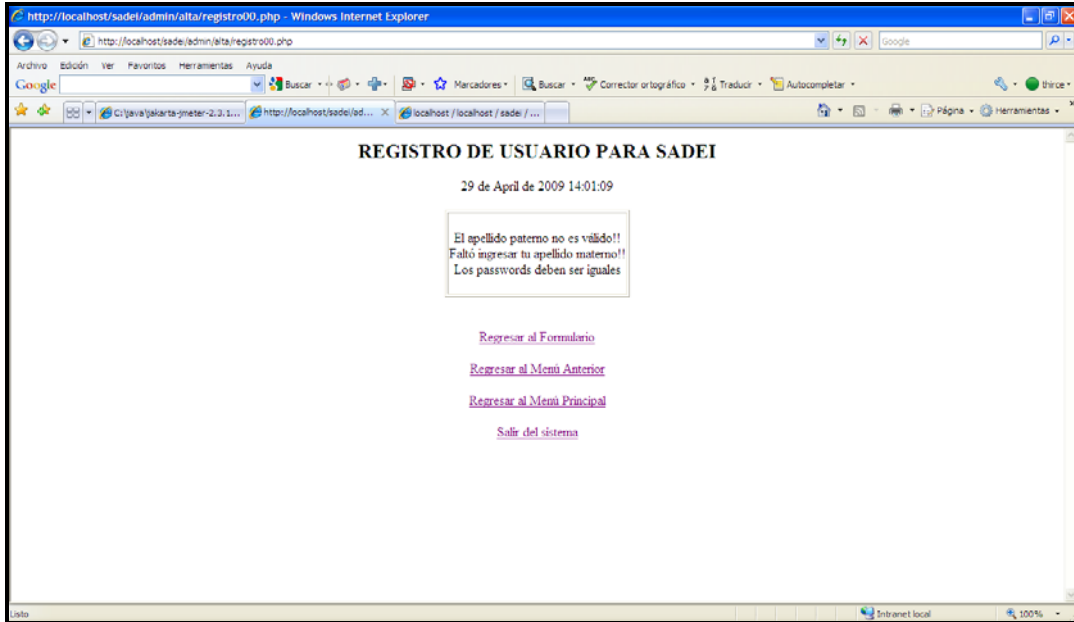 http://localhost/sadei/admin/alta/registro00.php - Windows Internet Explorer
http://localhost/sadei/admin/alta/registro00.php
Google
Archivo Edición Ver Favoritos Herramientas Ayuda
Google Buscar Marcadores Buscar Corrector ortográfico Traducir Autocompletar thirce
C:\java\jakarta-jmeter-2.3.1... http://localhost/sadei/ad... localhost / localhost / sadei / ... Página Herramientas
REGISTRO DE USUARIO PARA SADEI
29 de April de 2009 14:01:09
El apellido paterno no es válido!!
Faltó ingresar tu apellido materno!!
Los passwords deben ser iguales
Regresar al Formulario
Regresar al Menú Anterior
Regresar al Menú Principal
Salir del sistema
Listo
Intranet local
100%